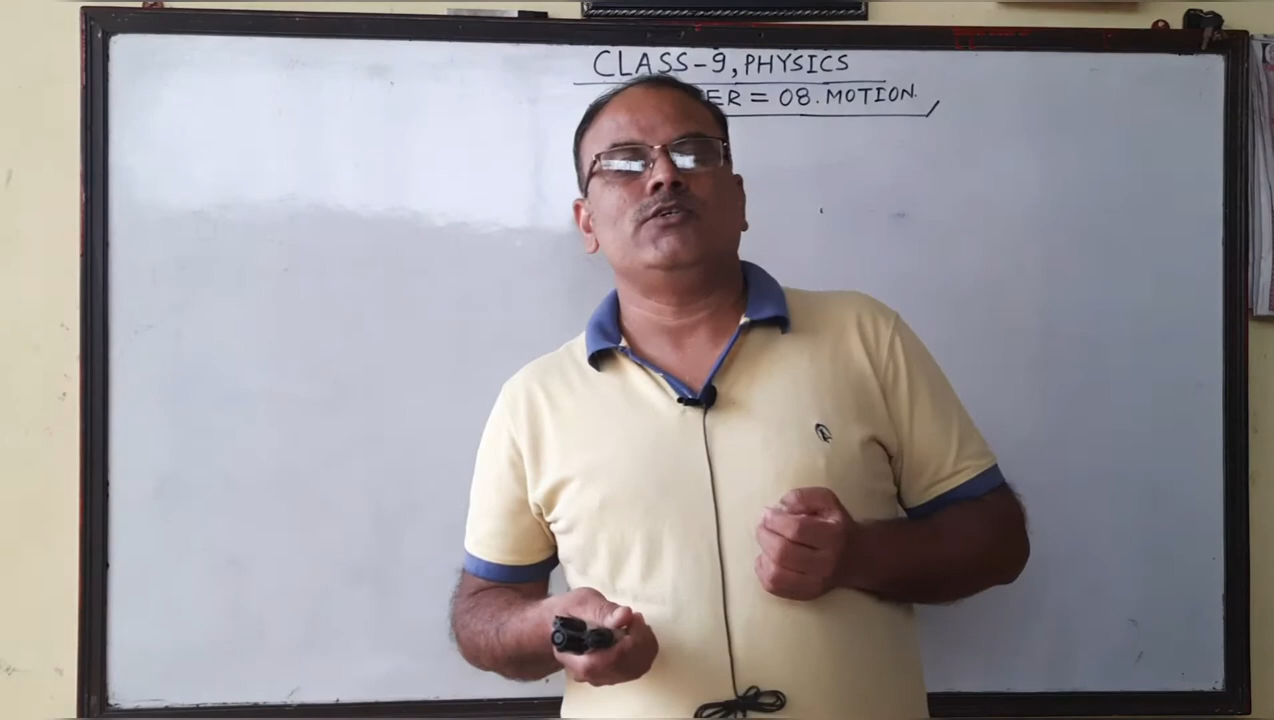 CLASS-9, PHYSICS
ER = 08. MOTION.